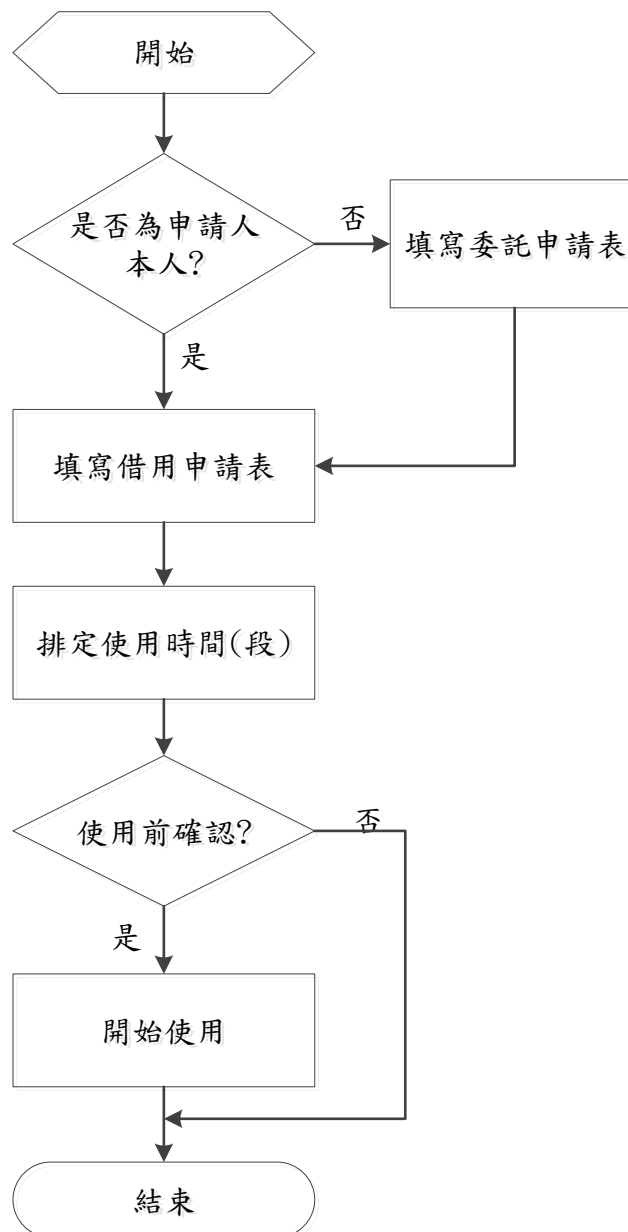 開始
是否為申請人
本人?
否
填寫委託申請表
是
填寫借用申請表
排定使用時間(段)
使用前確認?
否
是
開始使用
結束